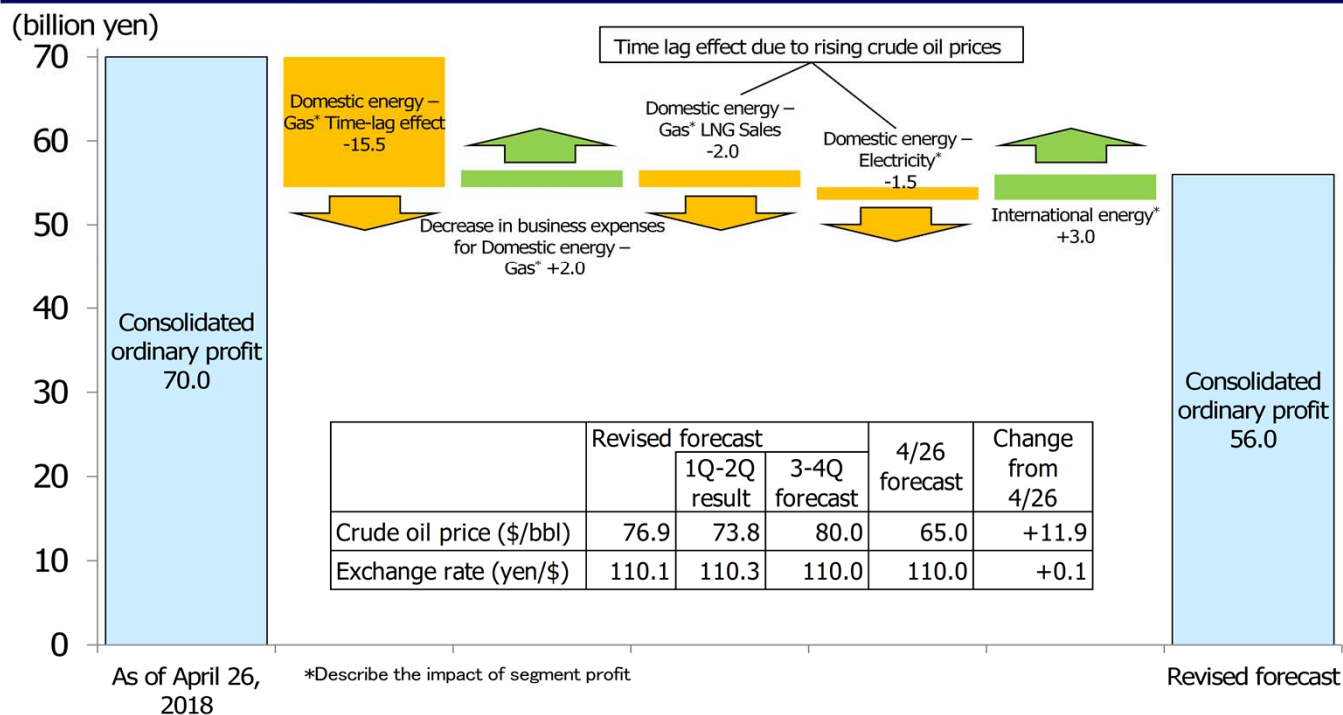 (billion yen)
70
60
50
40
30
20
10
0
Consolidated
ordinary profit
70.0
Domestic energy –
Gas* Time-lag effect
-15.5
Decrease in business expenses
for Domestic energy –
Gas* +2.0
Time lag effect due to rising crude oil prices
Domestic energy –
Gas* LNG Sales
-2.0
Domestic energy –
Electricity*
-1.5
International energy*
+3.0
Consolidated
ordinary profit
56.0
Revised forecast
1Q-2Q
result
3-4Q
forecast
4/26
forecast
Change
from
4/26
Crude oil price ($/bbl) 76.9 73.8 80.0 65.0 +11.9
Exchange rate (yen/$) 110.1 110.3 110.0 110.0 +0.1
As of April 26,
2018
*Describe the impact of segment profit
Revised forecast